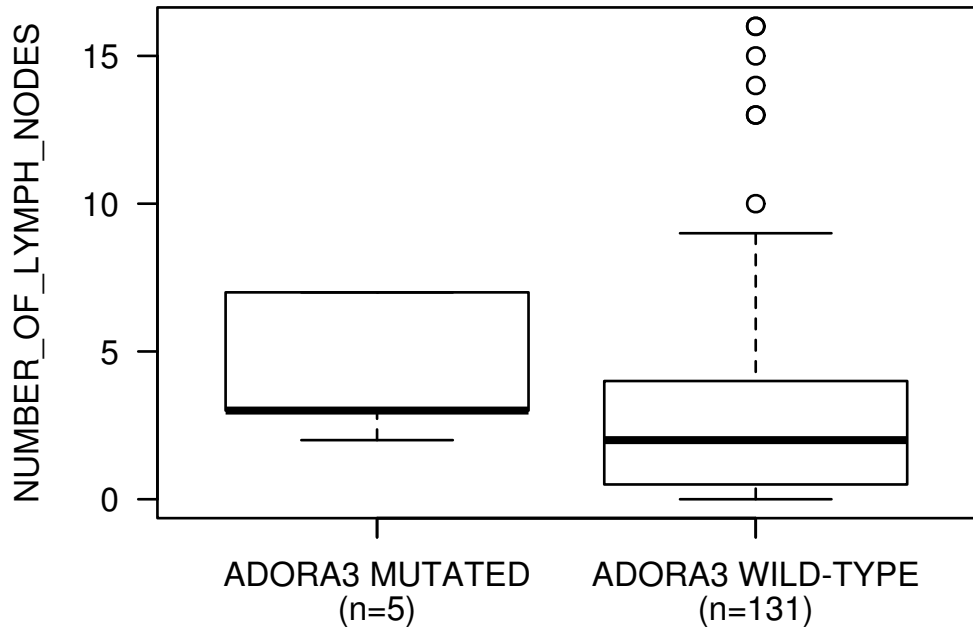 NUMBER_OF_LYMPH_NODES
15
10
5
0
ADORA3 MUTATED
(n=5)
ADORA3 WILD-TYPE
(n=131)